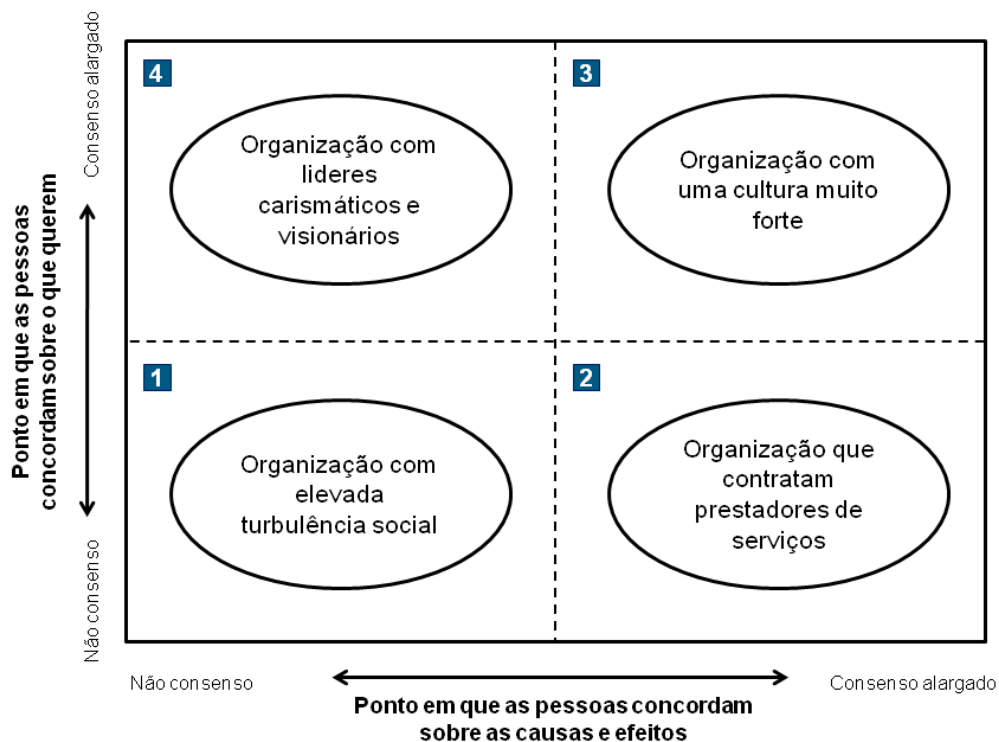 4
Organização com
lideres
carismáticos e
visionários
3
Organização com
uma cultura muito
forte
1
Organização com
elevada
turbulência social
2
Organização que
contratam
prestadores de
serviços
Consenso alargado
Ponto em que as pessoas
concordam sobre o que querem
Não consenso
Não consenso
Consenso alargado
Ponto em que as pessoas concordam
sobre as causas e efeitos